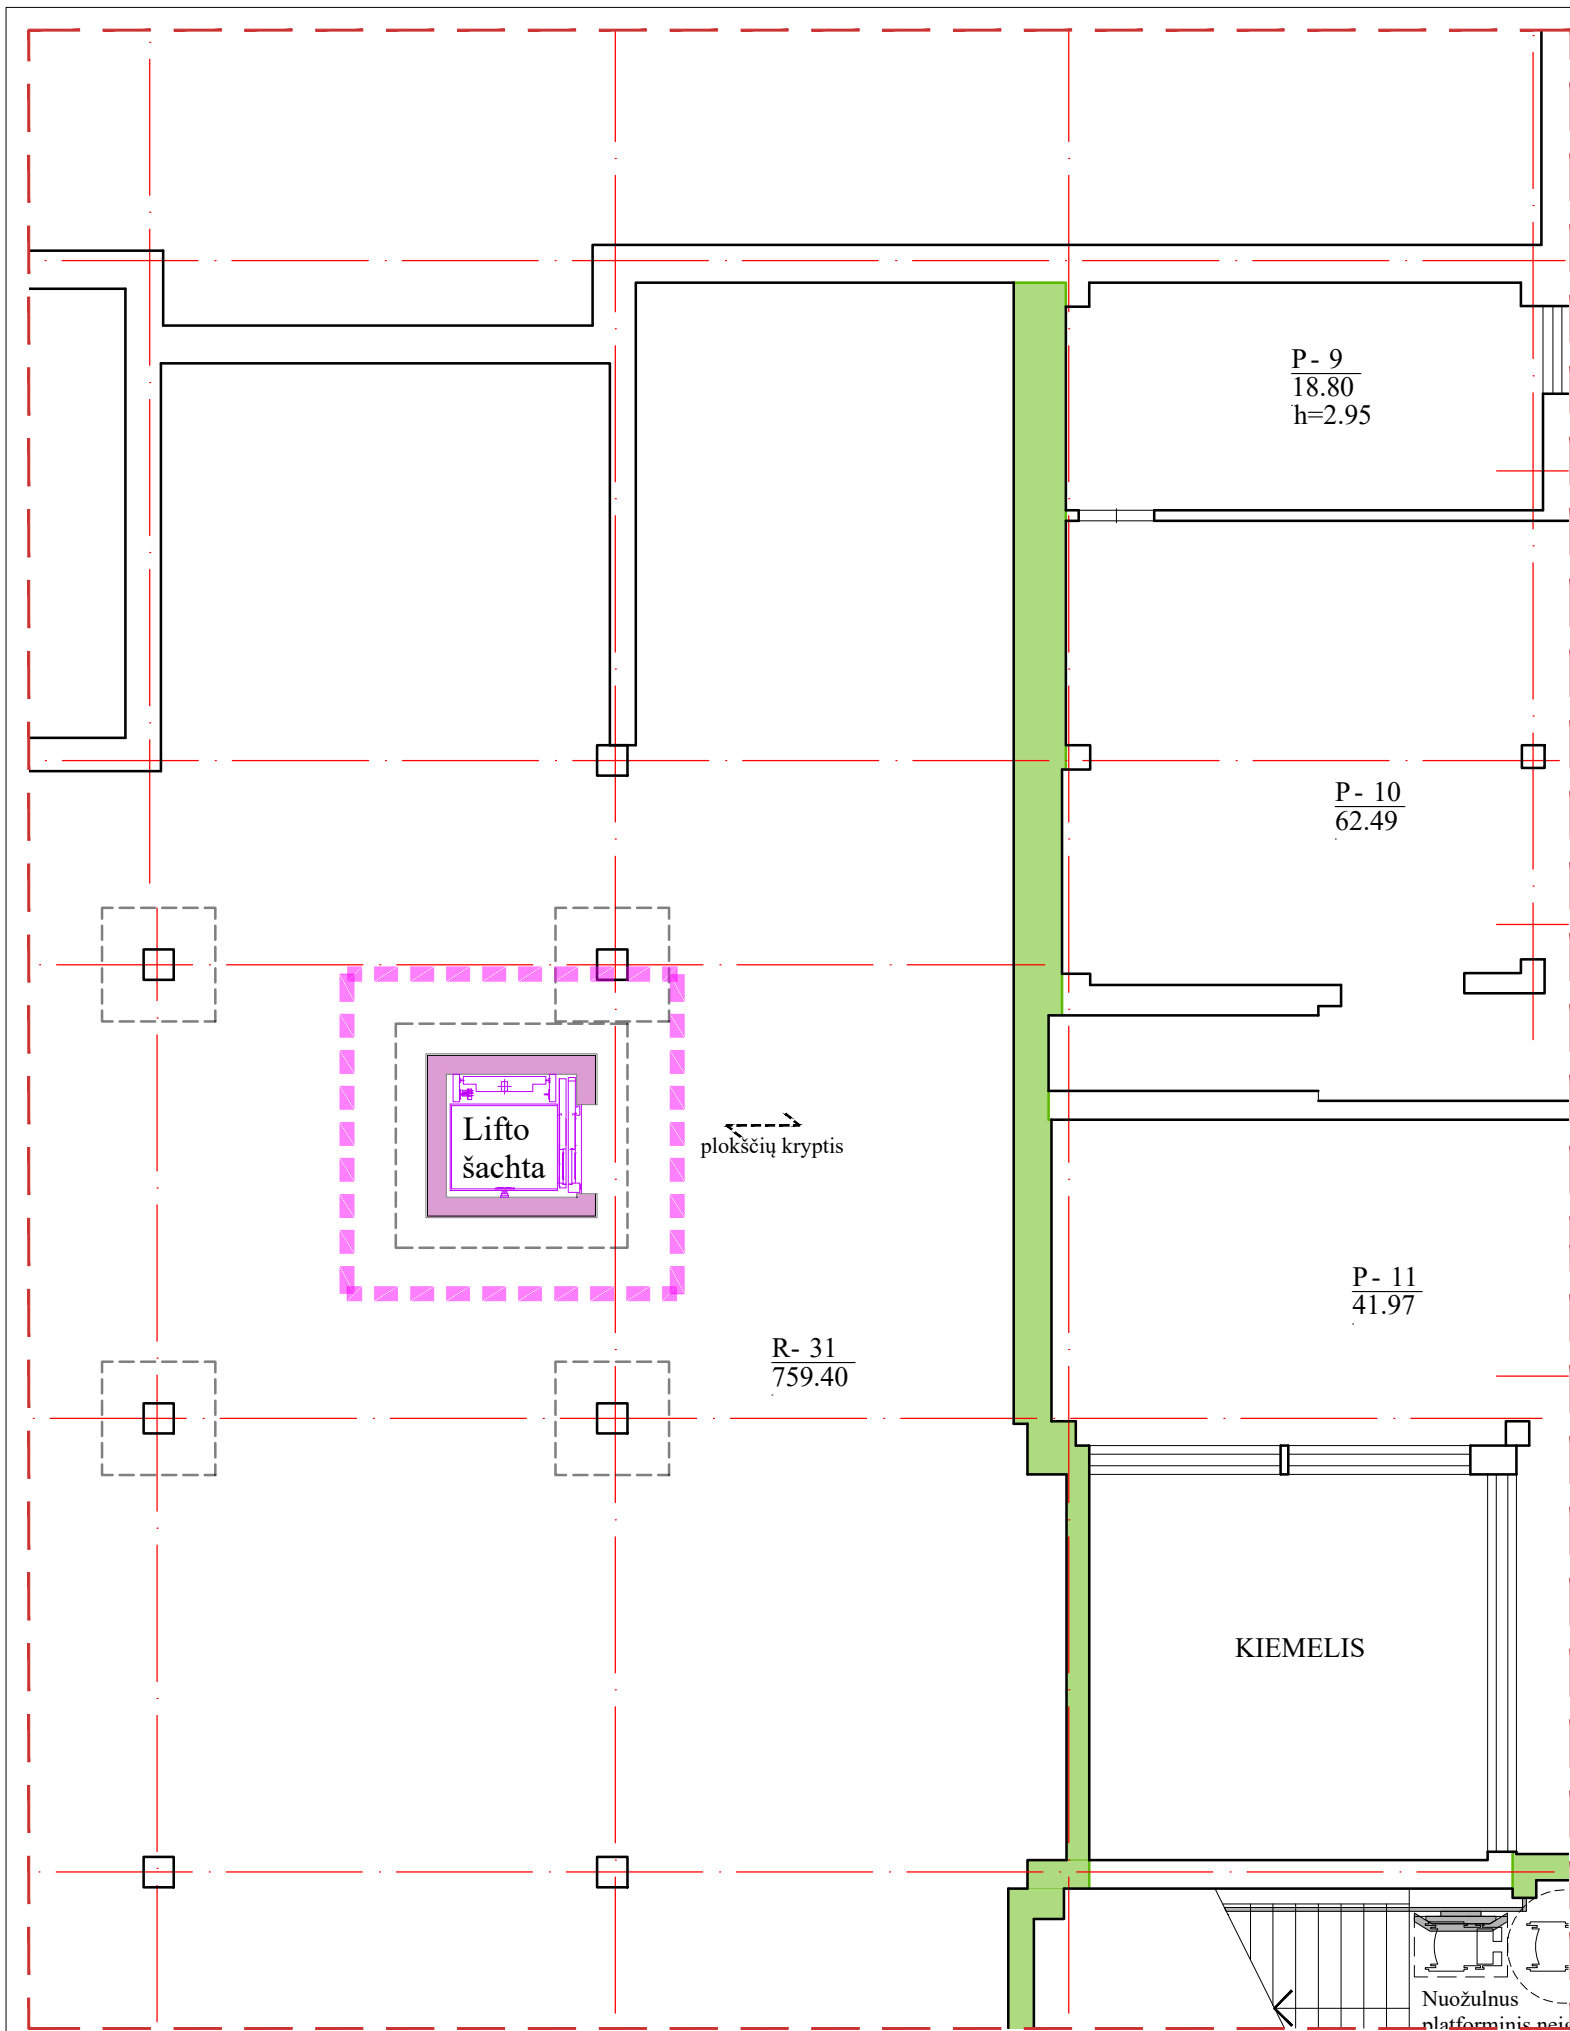 P- 9
18.80
h=2.95
P- 10
62.49
Lifto
šachta
plokščių kryptis
P- 11
41.97
R- 31
759.40
KIEMELIS
Nuožulnus
platforminis